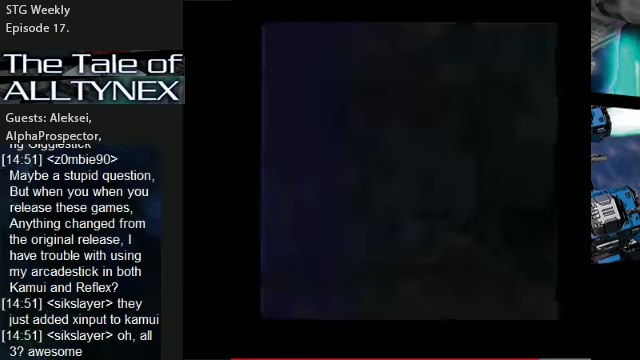 STG Weekly
Episode 17.
The Tale of
ALLTYNEX
Guests: Aleksei,
AlphaProspector,
ng Gigglestick
[14:51] <z0mbie90>
Maybe a stupid question,
But when you when you
release these games,
Anything changed from
the original release, I
have trouble with using
my arcadestick in both
Kamui and Reflex?
[14:51] <sikslayer> they
just added xinput to kamui
[14:51] <sikslayer> oh, all
3? awesome